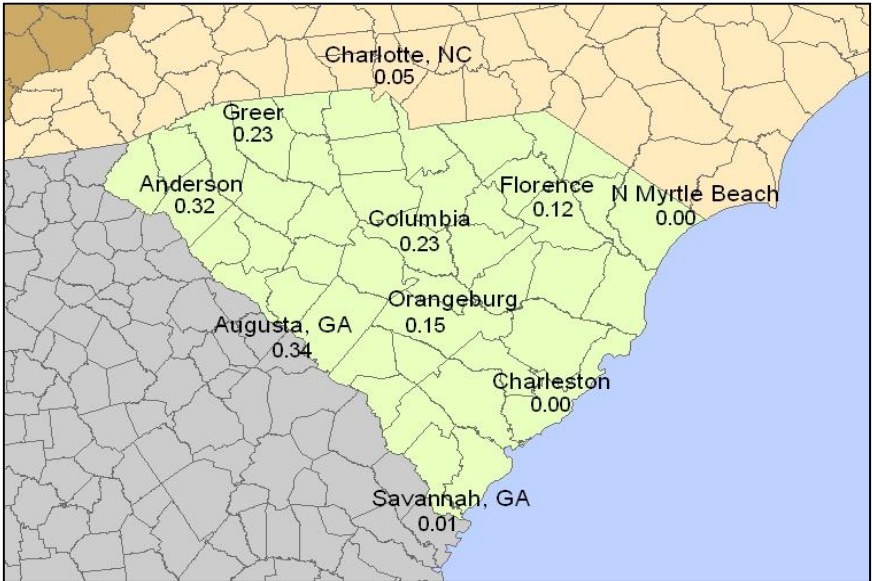 Charlotte, NC
0.05
Greer
0.23
Anderson
0.32
Florence
0.12
N Myrtle Beach
0.00
Columbia
0.23
Orangeburg
0.15
Augusta, GA
0.34
Charleston
0.00
Savannah, GA
0.01